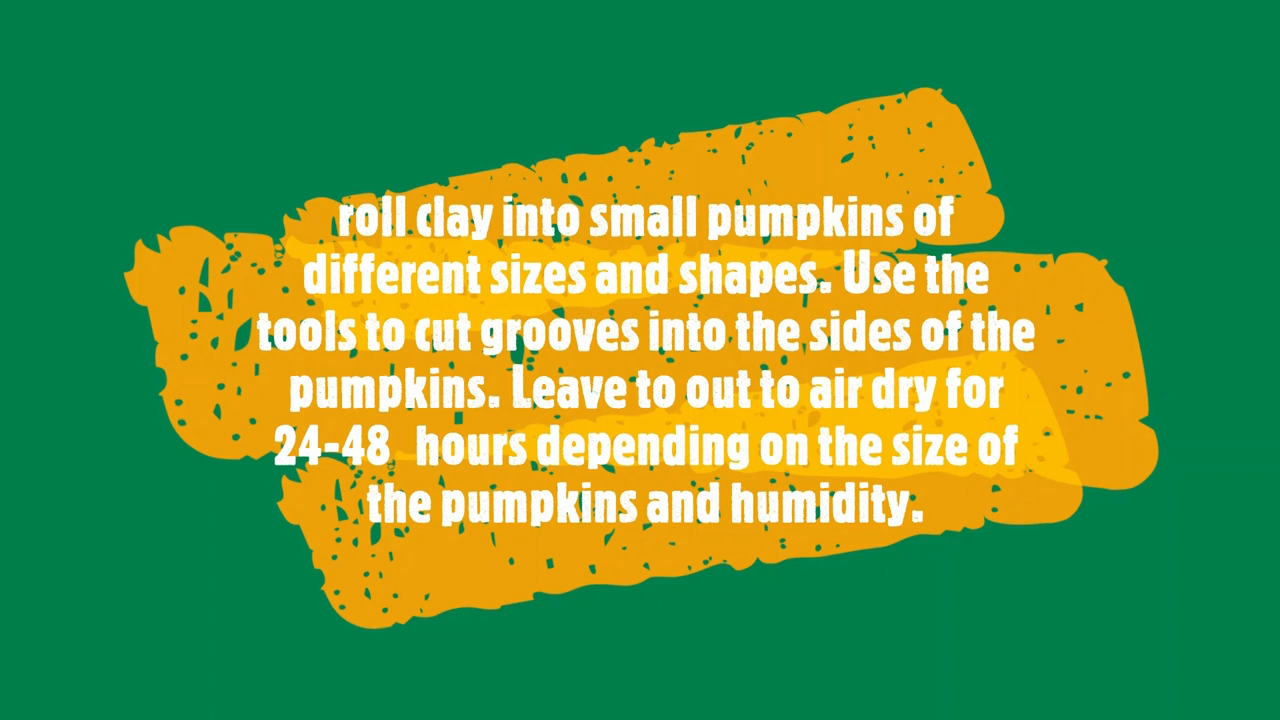 roll clay into small pumpkins of
different sizes and shapes. Use the
tools to cut grooves into the sides of the
pumpkins. Leave to out to air dry for
24-48 hours depending on the size of
the pumpkins and humidity.